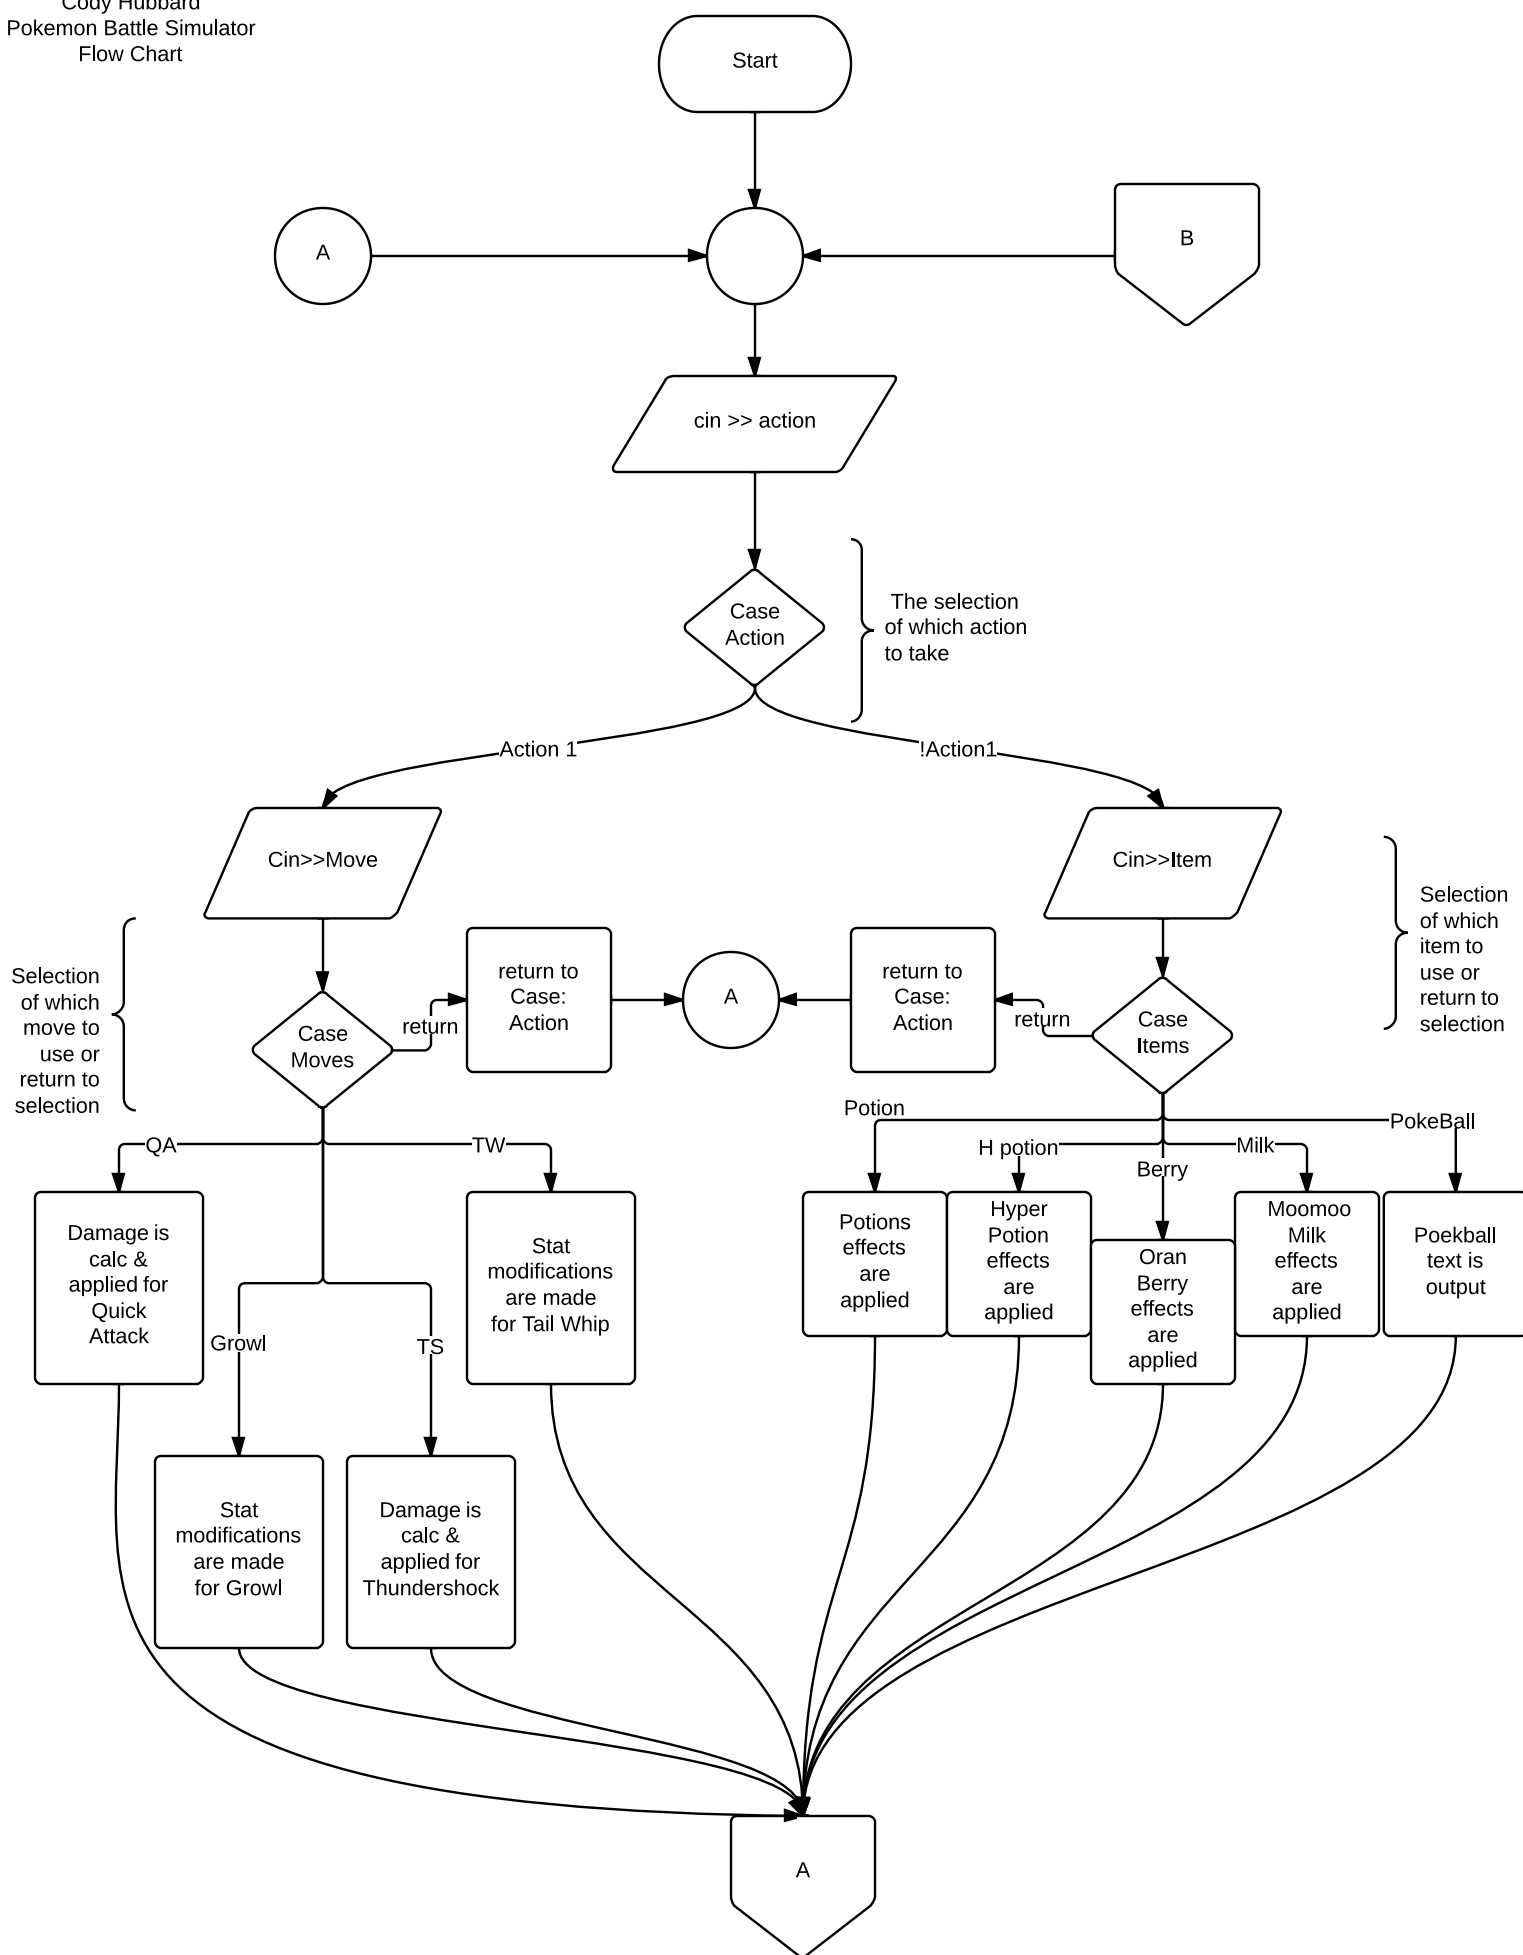 Cody Hubbard
Pokemon Battle Simulator
Flow Chart
Start
A
B
cin >> action
Case
Action
The selection
of which action
to take
Action 1
!Action1
Cin>>Move
Cin>>Item
Selection
of which
move to
use or
return to
selection
Case
Moves
return
return to
Case:
Action
A
return to
Case:
Action
return
Case
Items
Selection
of which
item to
use or
return to
selection
QA
TW
Potion
H potion
Berry
Milk
PokeBall
Damage is
calc &
applied for
Quick
Attack
Growl
TS
Stat
modifications
are made
for Tail Whip
Potions
effects
are
applied
Hyper
Potion
effects
are
applied
Oran
Berry
effects
are
applied
Moomoo
Milk
effects
are
applied
Poekball
text is
output
Stat
modifications
are made
for Growl
Damage is
calc &
applied for
Thundershock
A